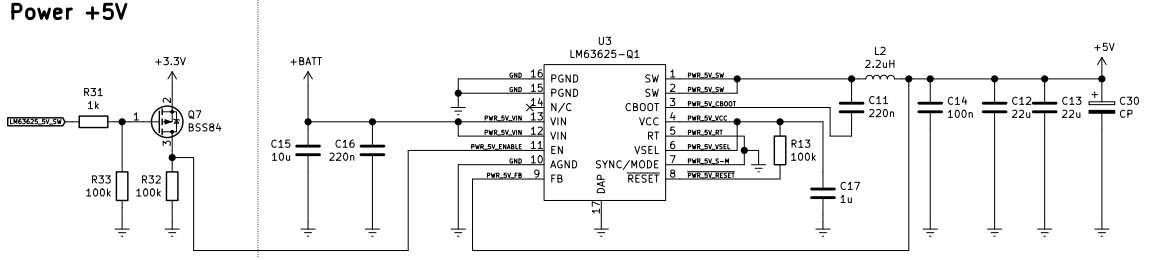 Power +5V
LM63625_5V_SW
R31
1k
R33
100k
R32
100k
+3.3V
Q7
BSS84
1
2
3
+BATT
C15
10u
C16
220n
U3
LM63625-Q1
GND 16 PGND
GND 15 PGND
14 N/C
PWR_5V_VIN 13 VIN
PWR_5V_VIN 12 VIN
PWR_5V_ENABLE 11 EN
GND 10 AGND
PWR_5V_FB 9 FB
DAP
17
SW 1 PWR_5V_SW
SW 2 PWR_5V_SW
CBOOT 3 PWR_5V_CBOOT
VCC 4 PWR_5V_VCC
RT 5 PWR_5V_RT
VSEL 6 PWR_5V_VSEL
SYNC/MODE 7 PWR_5V_S-M
RESET 8 PWR_5V_RESET
R13
100k
C17
1u
C11
220n
L2
2.2uH
C14
100n
C12
22u
C13
22u
+5V
+
C30
CP